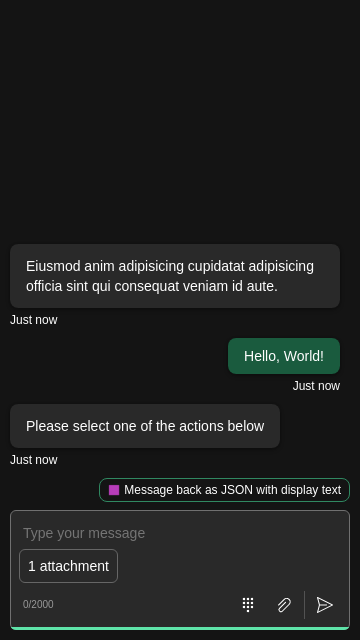 Eiusmod anim adipisicing cupidatat adipisicing
officia sint qui consequat veniam id aute.
Just now
Hello, World!
Just now
Please select one of the actions below
Just now
Message back as JSON with display text
Type your message
1 attachment
0/2000